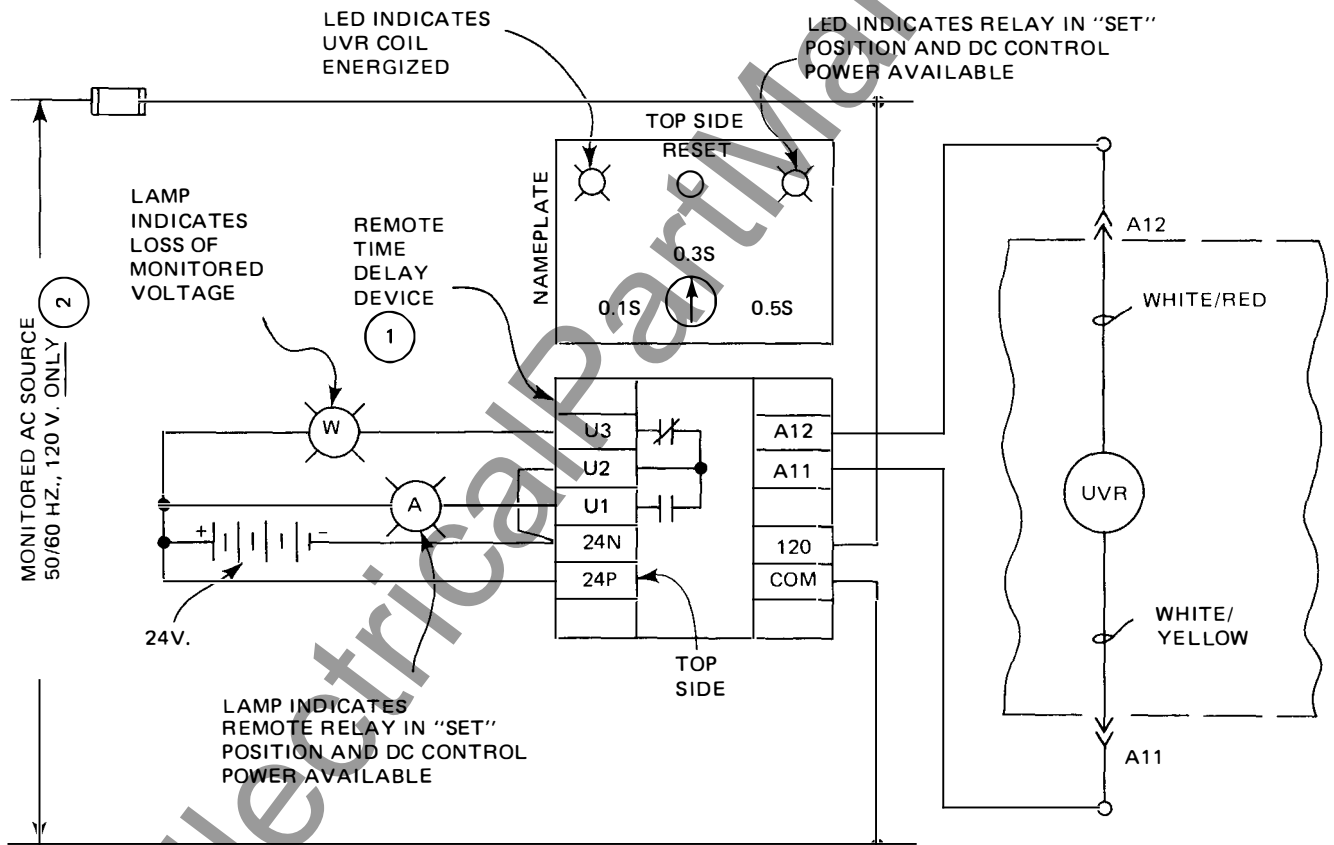 LED INDICATES
UVR COIL
ENERGIZED
LED INDICATES RELAY IN "SET"
POSITION AND DC CONTROL
POWER AVAILABLE
TOP SIDE
RESET
NAMEPLATE
0.3S
0.1S
0.5S
LAMP
INDICATES
LOSS OF
MONITORED
VOLTAGE
REMOTE
TIME
DELAY
DEVICE
1
MONITORED AC SOURCE
50/60 HZ., 120 V. ONLY
2
W
A
+
-
24V.
U3
U2
U1
24N
24P
A12
A11
120
COM
TOP
SIDE
LAMP INDICATES
REMOTE RELAY IN "SET"
POSITION AND DC CONTROL
POWER AVAILABLE
A12
WHITE/RED
UVR
WHITE/
YELLOW
A11